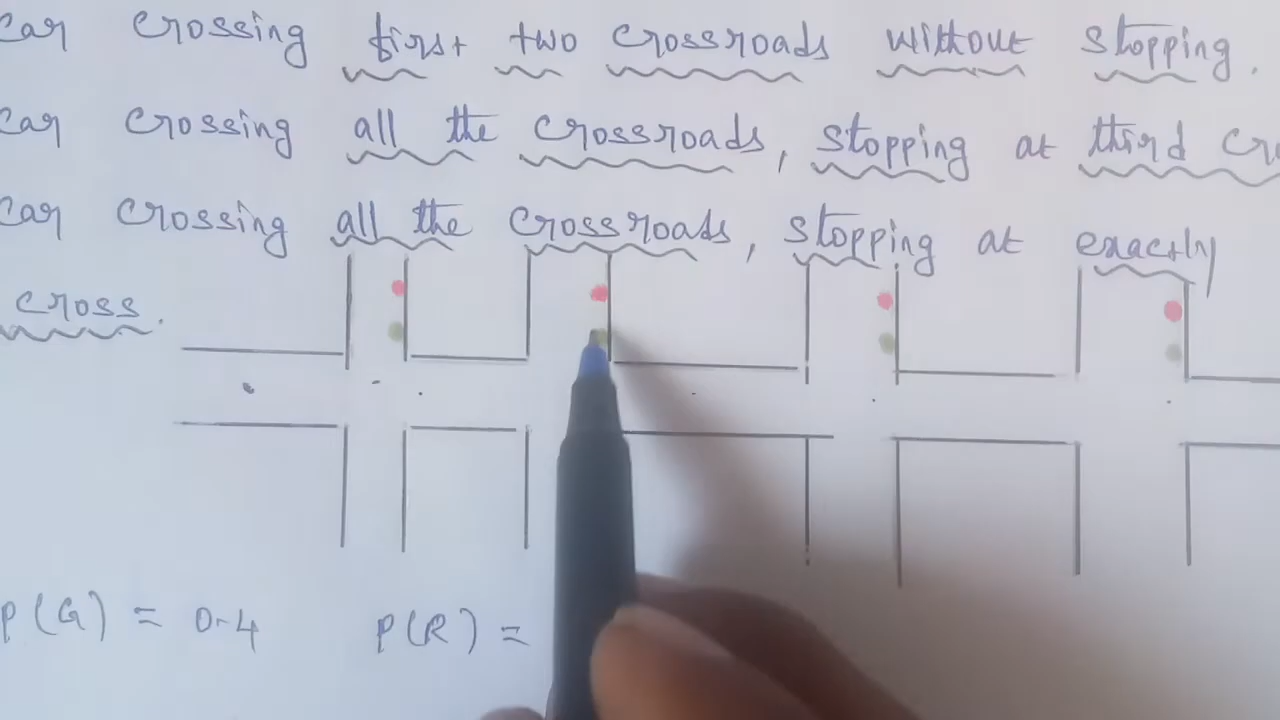 car crossing first two crossroads without stopping.
car crossing all the crossroads, stopping at third
car crossing all the crossroads, stopping at exactly
cross.
P(G) = 0.4 P(R) =